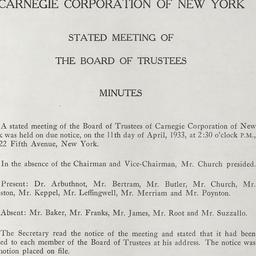 CARNEGIE CORPORATION OF NEW YORK
STATED MEETING OF
THE BOARD OF TRUSTEES
MINUTES
A stated meeting of the Board of Trustees of Carnegie Corporation of New
was held on due notice, on the 11th day of April, 1933, at 2:30 o'clock P.M.,
22 Fifth Avenue, New York.
In the absence of the Chairman and Vice-Chairman, Mr. Church presided.
Present: Dr. Arbuthnot, Mr. Bertram, Mr. Butler, Mr. Church, Mr.
Mr. Keppel, Mr. Leffingwell, Mr. Merriam and Mr. Poynton.
Absent: Mr. Baker, Mr. Franks, Mr. James, Mr. Root and Mr. Suzzallo.
The Secretary read the notice of the meeting and stated that it had been
to each member of the Board of Trustees at his address. The notice was
motion placed on file.